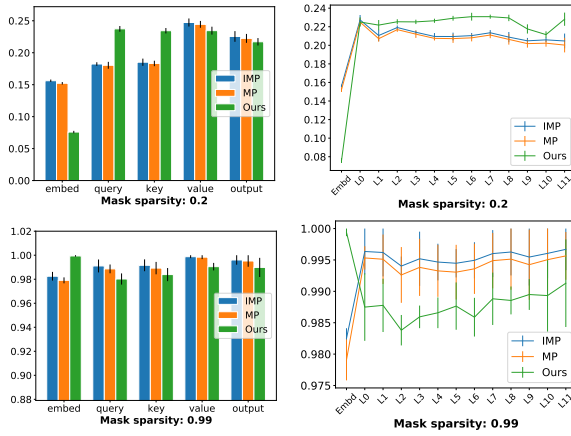 0.25
0.20
0.15
0.10
0.05
0.00
embed query key value output
Mask sparsity: 0.2
IMP
MP
Ours
0.24
0.22
0.20
0.18
0.16
0.14
0.12
0.10
0.08
Embd L0 L1 L2 L3 L4 L5 L6 L7 L8 L9 L10 L11
Mask sparsity: 0.2
IMP
MP
Ours
1.02
1.00
0.98
0.96
0.94
0.92
0.90
0.88
embed query key value output
Mask sparsity: 0.99
IMP
MP
Ours
1.000
0.995
0.990
0.985
0.980
0.975
Embd L0 L1 L2 L3 L4 L5 L6 L7 L8 L9 L10 L11
Mask sparsity: 0.99
IMP
MP
Ours